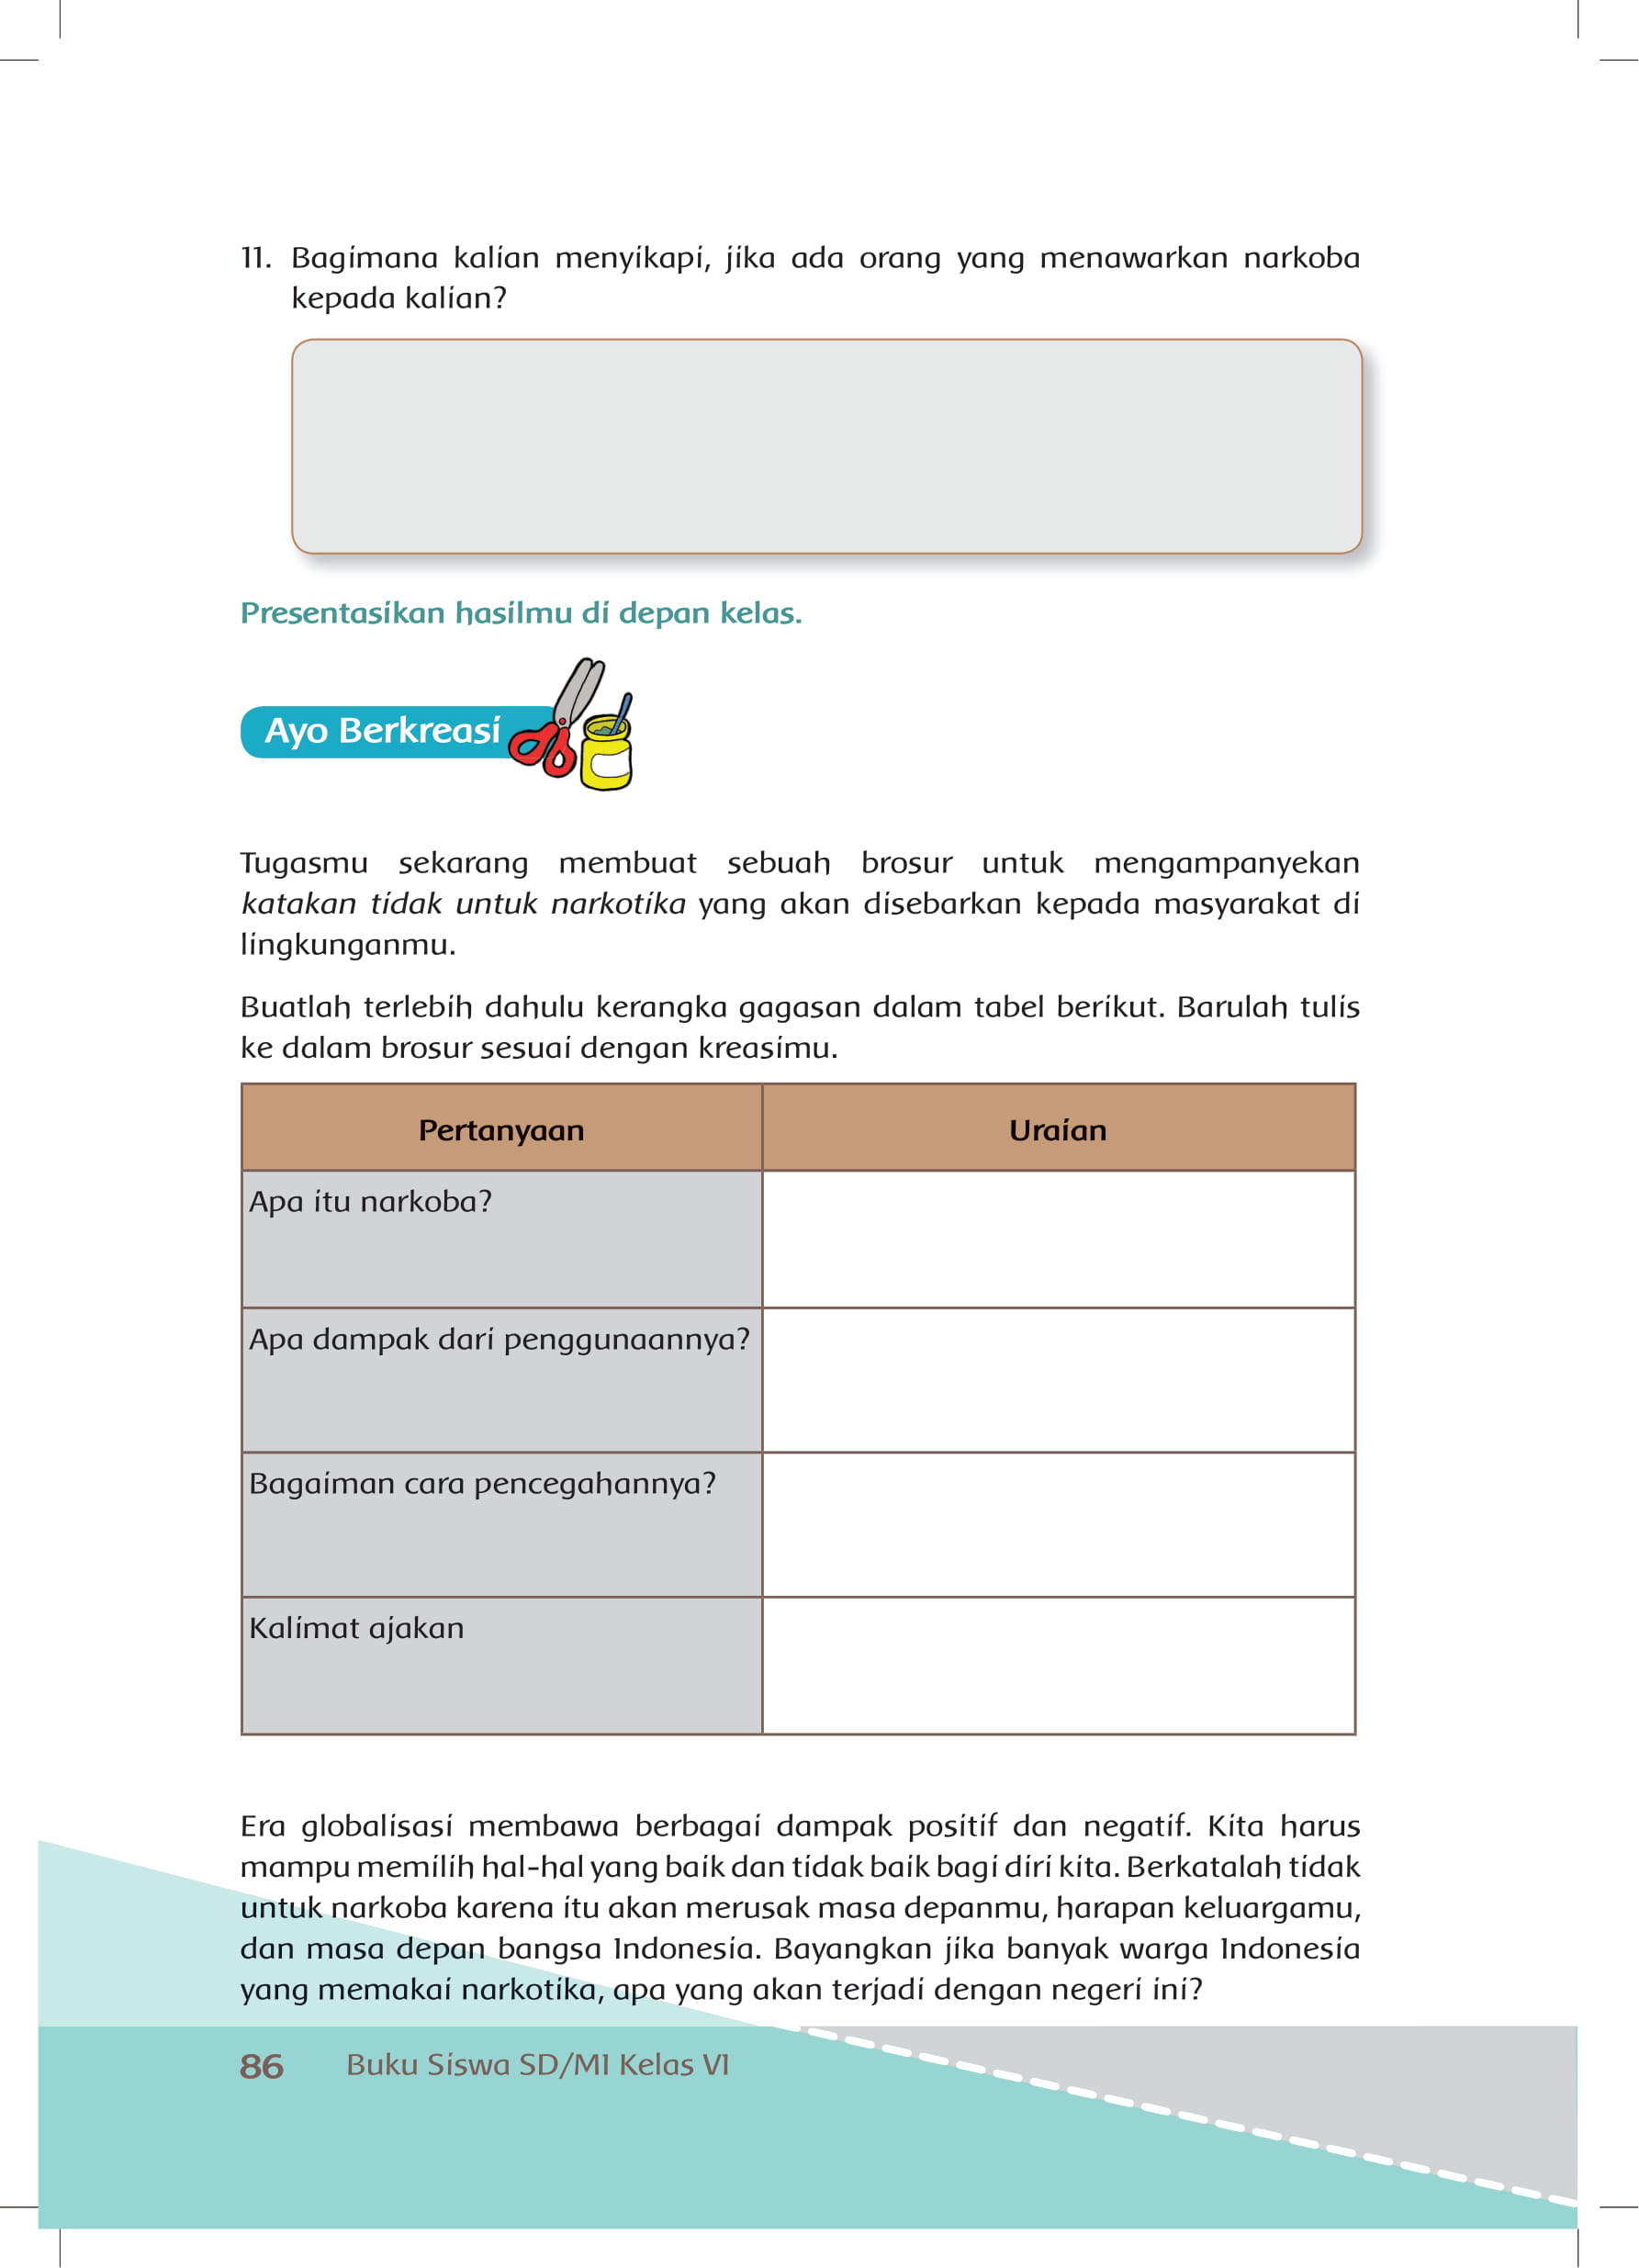 11. Bagimana kalian menyikapi, jika ada orang yang menawarkan narkoba
kepada kalian?
Presentasikan hasilmu di depan kelas.
Ayo Berkreasi
Tugasmu sekarang membuat sebuah brosur untuk mengampanyekan
katakan tidak untuk narkotika yang akan disebarkan kepada masyarakat di
lingkunganmu.
Buatlah terlebih dahulu kerangka gagasan dalam tabel berikut. Barulah tulis
ke dalam brosur sesuai dengan kreasimu.
Pertanyaan Uraian
Apa itu narkoba?
Apa dampak dari penggunaannya?
Bagaiman cara pencegahannya?
Kalimat ajakan
Era globalisasi membawa berbagai dampak positif dan negatif. Kita harus
mampu memilih hal-hal yang baik dan tidak baik bagi diri kita. Berkatalah tidak
untuk narkoba karena itu akan merusak masa depanmu, harapan keluargamu,
dan masa depan bangsa Indonesia. Bayangkan jika banyak warga Indonesia
yang memakai narkotika, apa yang akan terjadi dengan negeri ini?
86 Buku Siswa SD/MI Kelas VI